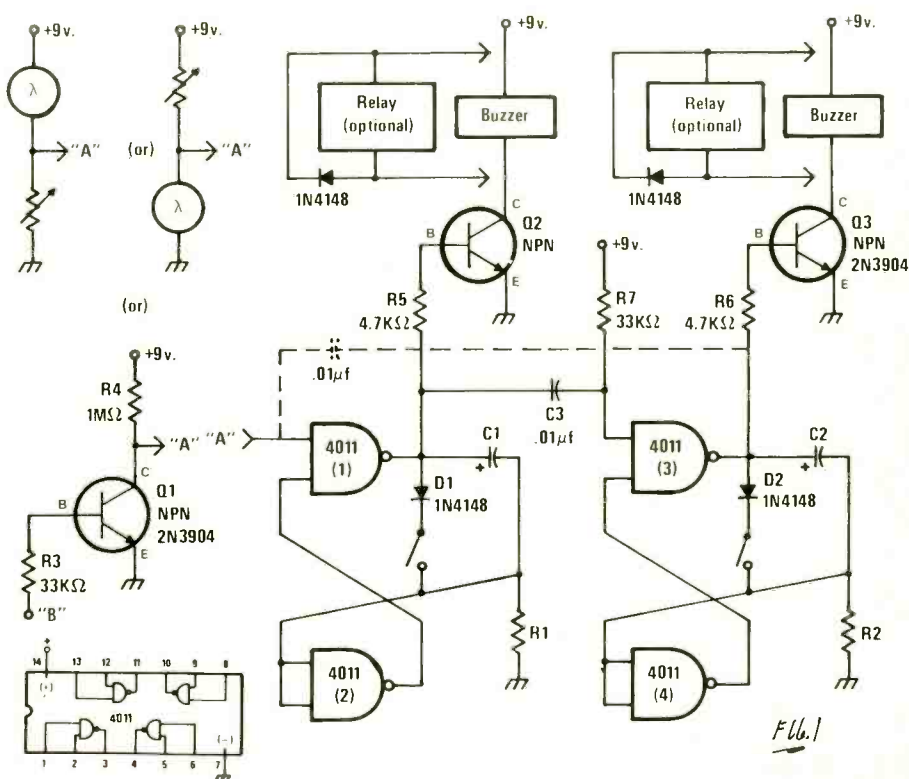 +9v.
λ
"A"
(or)
+9v.
"A"
λ
(or)
+9v.
R4
1MΩ
"A"
C
B
Q1
NPN
2N3904
E
R3
33KΩ
"B"
+9v.
Relay
(optional)
Buzzer
1N4148
C
B
Q2
NPN
E
R5
4.7KΩ
.01µf
"A"
4011
(1)
C1
+
D1
1N4148
4011
(2)
R1
C3
.01µf
+9v.
R7
33KΩ
+9v.
Relay
(optional)
Buzzer
1N4148
C
B
Q3
NPN
2N3904
E
R6
4.7KΩ
4011
(3)
C2
+
D2
1N4148
4011
(4)
R2
+
14 13 12 11 10 9 8
(+)
4011
(-)
1 2 3 4 5 6 7
FIG.1